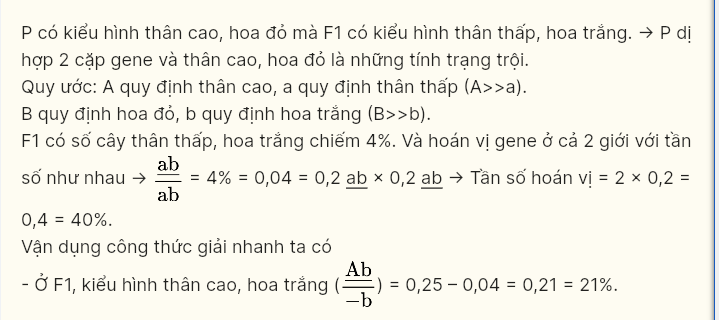 P có kiểu hình thân cao, hoa đỏ mà F1 có kiểu hình thân thấp, hoa trắng. → P dị
hợp 2 cặp gene và thân cao, hoa đỏ là những tính trạng trội.
Quy ước: A quy định thân cao, a quy định thân thấp (A>>a).
B quy định hoa đỏ, b quy định hoa trắng (B>>b).
F1 có số cây thân thấp, hoa trắng chiếm 4%. Và hoán vị gene ở cả 2 giới với tần
số như nhau → ab/ab = 4% = 0,04 = 0,2 ab × 0,2 ab → Tần số hoán vị = 2 × 0,2 =
0,4 = 40%.
Vận dụng công thức giải nhanh ta có
- Ở F1, kiểu hình thân cao, hoa trắng (Ab/−b) = 0,25 – 0,04 = 0,21 = 21%.